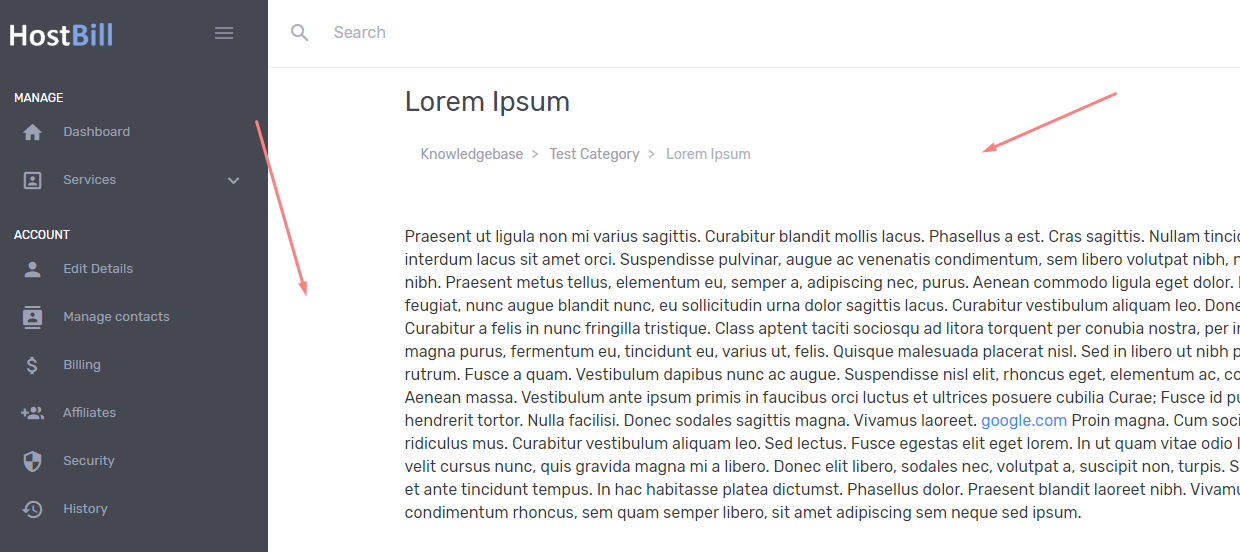 HostBill
Search
MANAGE
Dashboard
Services
ACCOUNT
Edit Details
Manage contacts
Billing
Affiliates
Security
History
Lorem Ipsum
Knowledgebase > Test Category > Lorem Ipsum
Praesent ut ligula non mi varius sagittis. Curabitur blandit mollis lacus. Phasellus a est. Cras sagittis. Nullam
interdum lacus sit amet orci. Suspendisse pulvinar, augue ac venenatis condimentum, sem libero volutpat nibh,
nibh. Praesent metus tellus, elementum eu, semper a, adipiscing nec, purus. Aenean commodo ligula eget dolor.
feugiat, nunc augue blandit nunc, eu sollicitudin urna dolor sagittis lacus. Curabitur vestibulum aliquam leo.
Curabitur a felis in nunc fringilla tristique. Class aptent taciti sociosqu ad litora torquent per conubia nostra, per
magna purus, fermentum eu, tincidunt eu, varius ut, felis. Quisque malesuada placerat nisl. Sed in libero ut nibh
rutrum. Fusce a quam. Vestibulum dapibus nunc ac augue. Suspendisse nisl elit, rhoncus eget, elementum ac,
Aenean massa. Vestibulum ante ipsum primis in faucibus orci luctus et ultrices posuere cubilia Curae; Fusce id
hendrerit tortor. Nulla facilisi. Donec sodales sagittis magna. Vivamus laoreet. google.com Proin magna. Cum
ridiculus mus. Curabitur vestibulum aliquam leo. Sed lectus. Fusce egestas elit eget lorem. In ut quam vitae odio
velit cursus nunc, quis gravida magna mi a libero. Donec elit libero, sodales nec, volutpat a, suscipit non, turpis.
et ante tincidunt tempus. In hac habitasse platea dictumst. Phasellus dolor. Praesent blandit laoreet nibh.
condimentum rhoncus, sem quam semper libero, sit amet adipiscing sem neque sed ipsum.